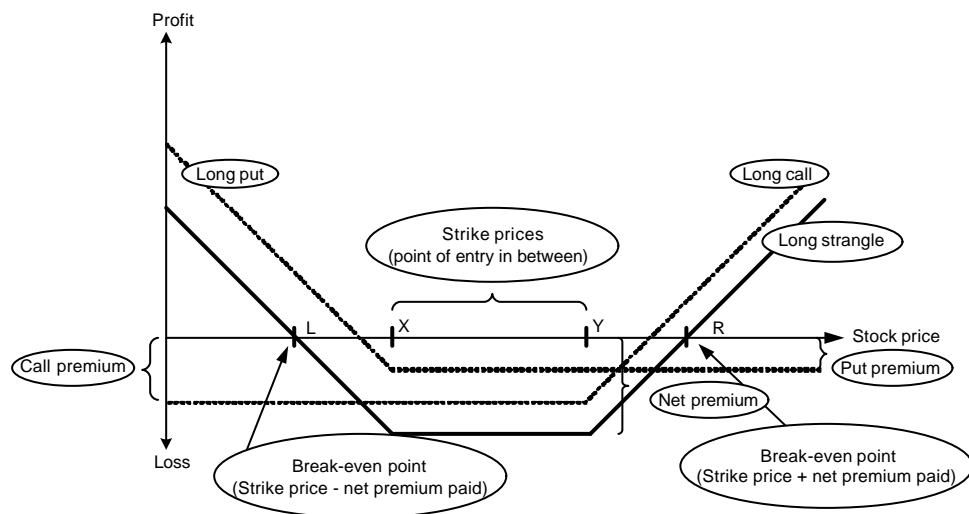 Profit
Long put
Long call
Strike prices
(point of entry in between)
Long strangle
L
X
Y
R
Stock price
Call premium
Put premium
Net premium
Loss
Break-even point
(Strike price - net premium paid)
Break-even point
(Strike price + net premium paid)